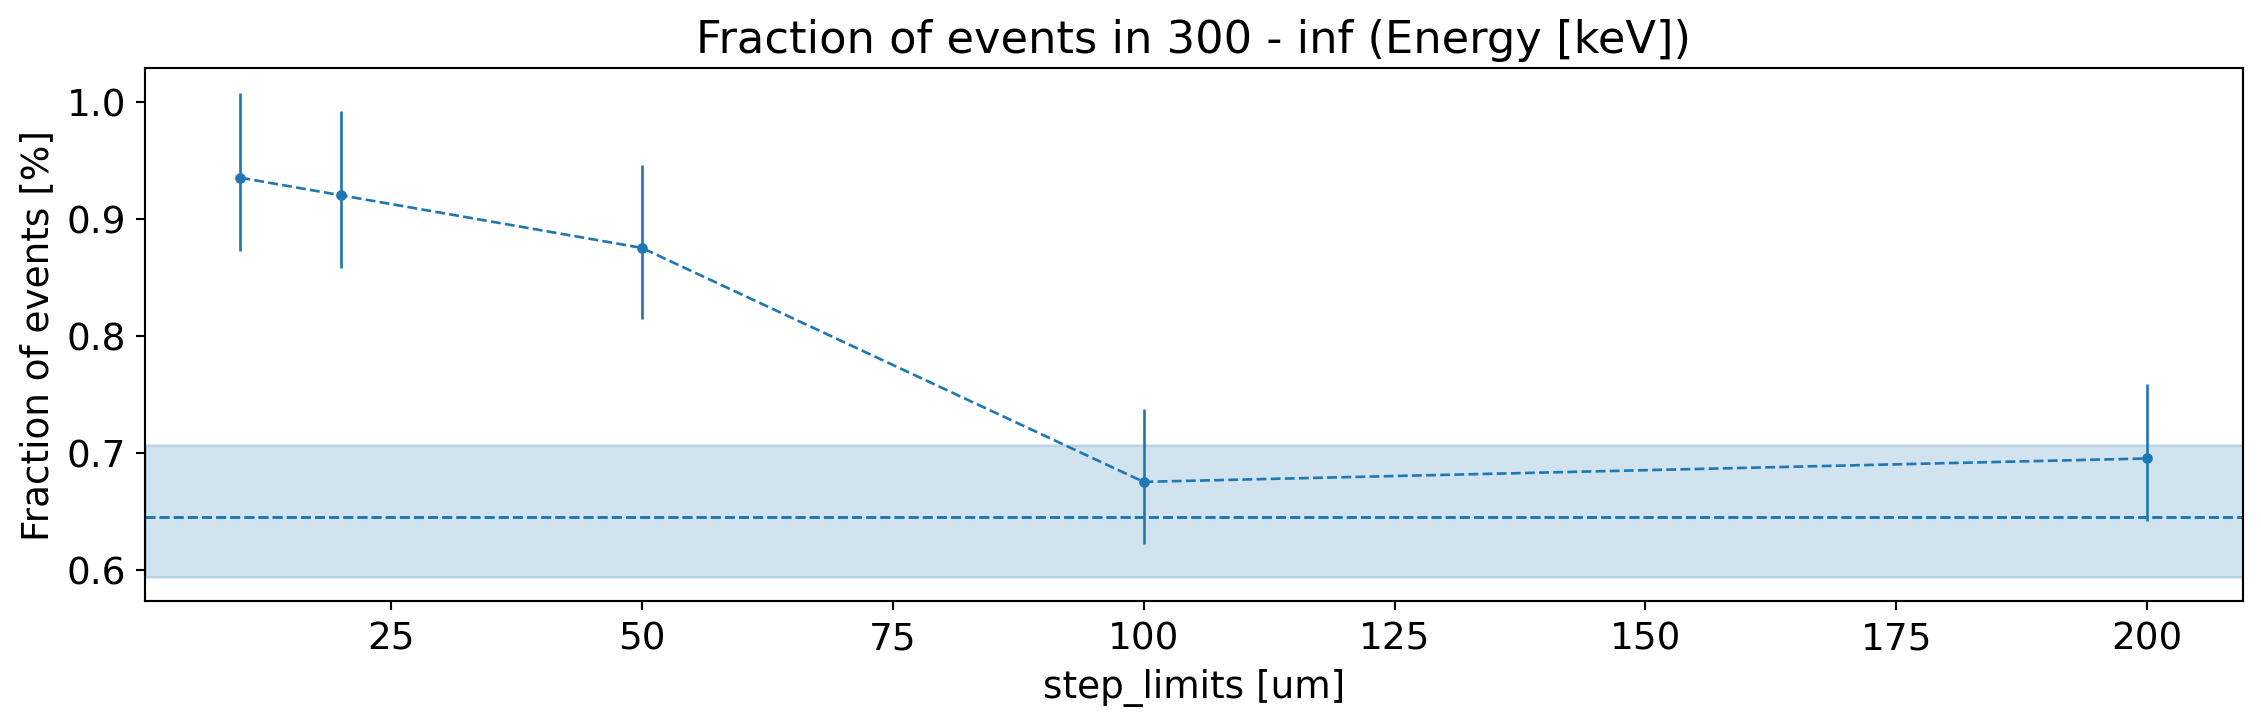 Fraction of events in 300 - inf (Energy [keV])
Fraction of events [%]
1.0
0.9
0.8
0.7
0.6
25 50 75 100 125 150 175 200
step_limits [um]